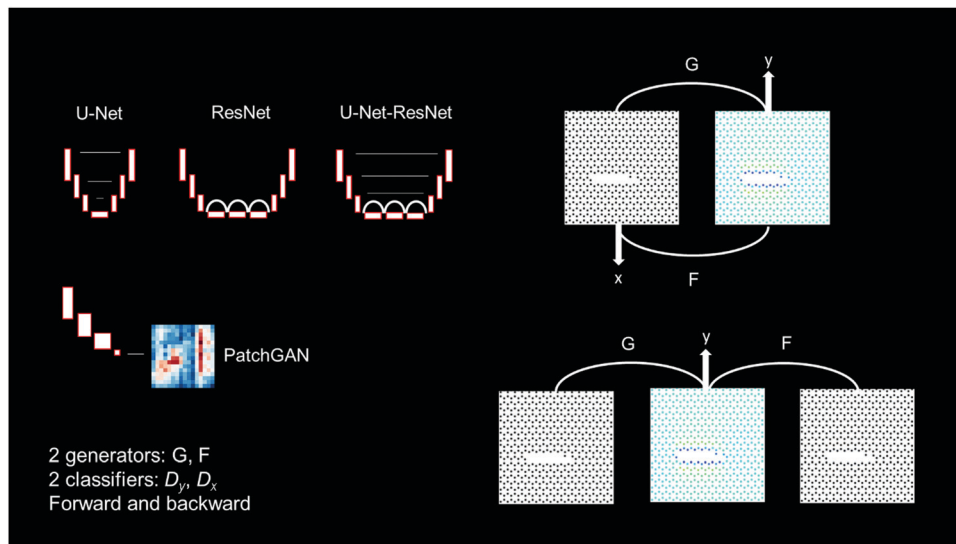 U-Net
ResNet
U-Net-ResNet
PatchGAN
2 generators: G, F
2 classifiers: Dy, Dx
Forward and backward
G
y
x
F
G
y
F